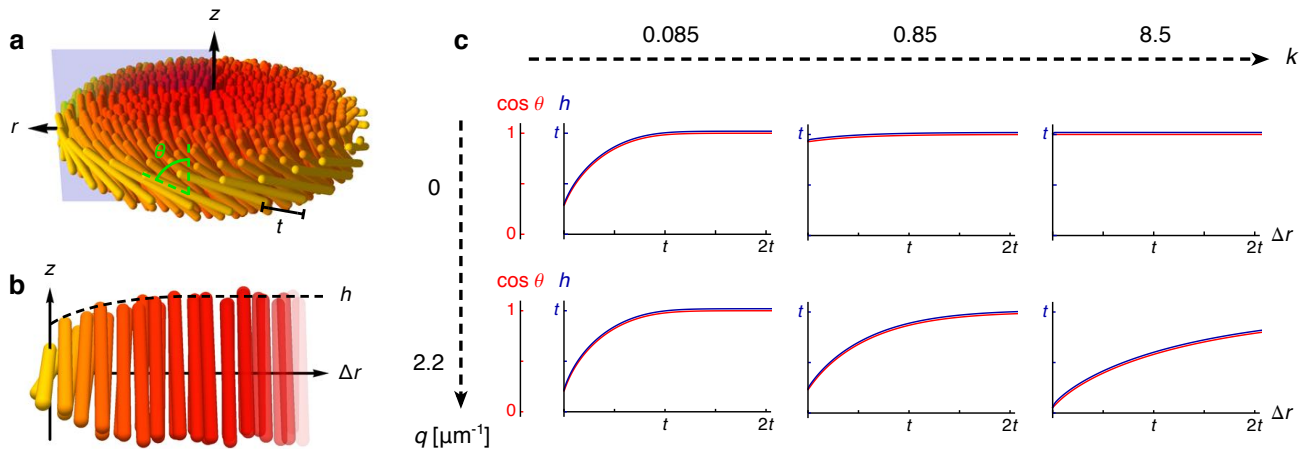 a
z
r
θ
t
b
z
h
Δr
c
0.085 0.85 8.5
k
cos θ h
1 t
0
0 t 2t
t
t 2t
t
t 2t Δr
cos θ h
1 t
2.2
0 t 2t
t
t 2t
t
t 2t Δr
q [μm⁻¹]